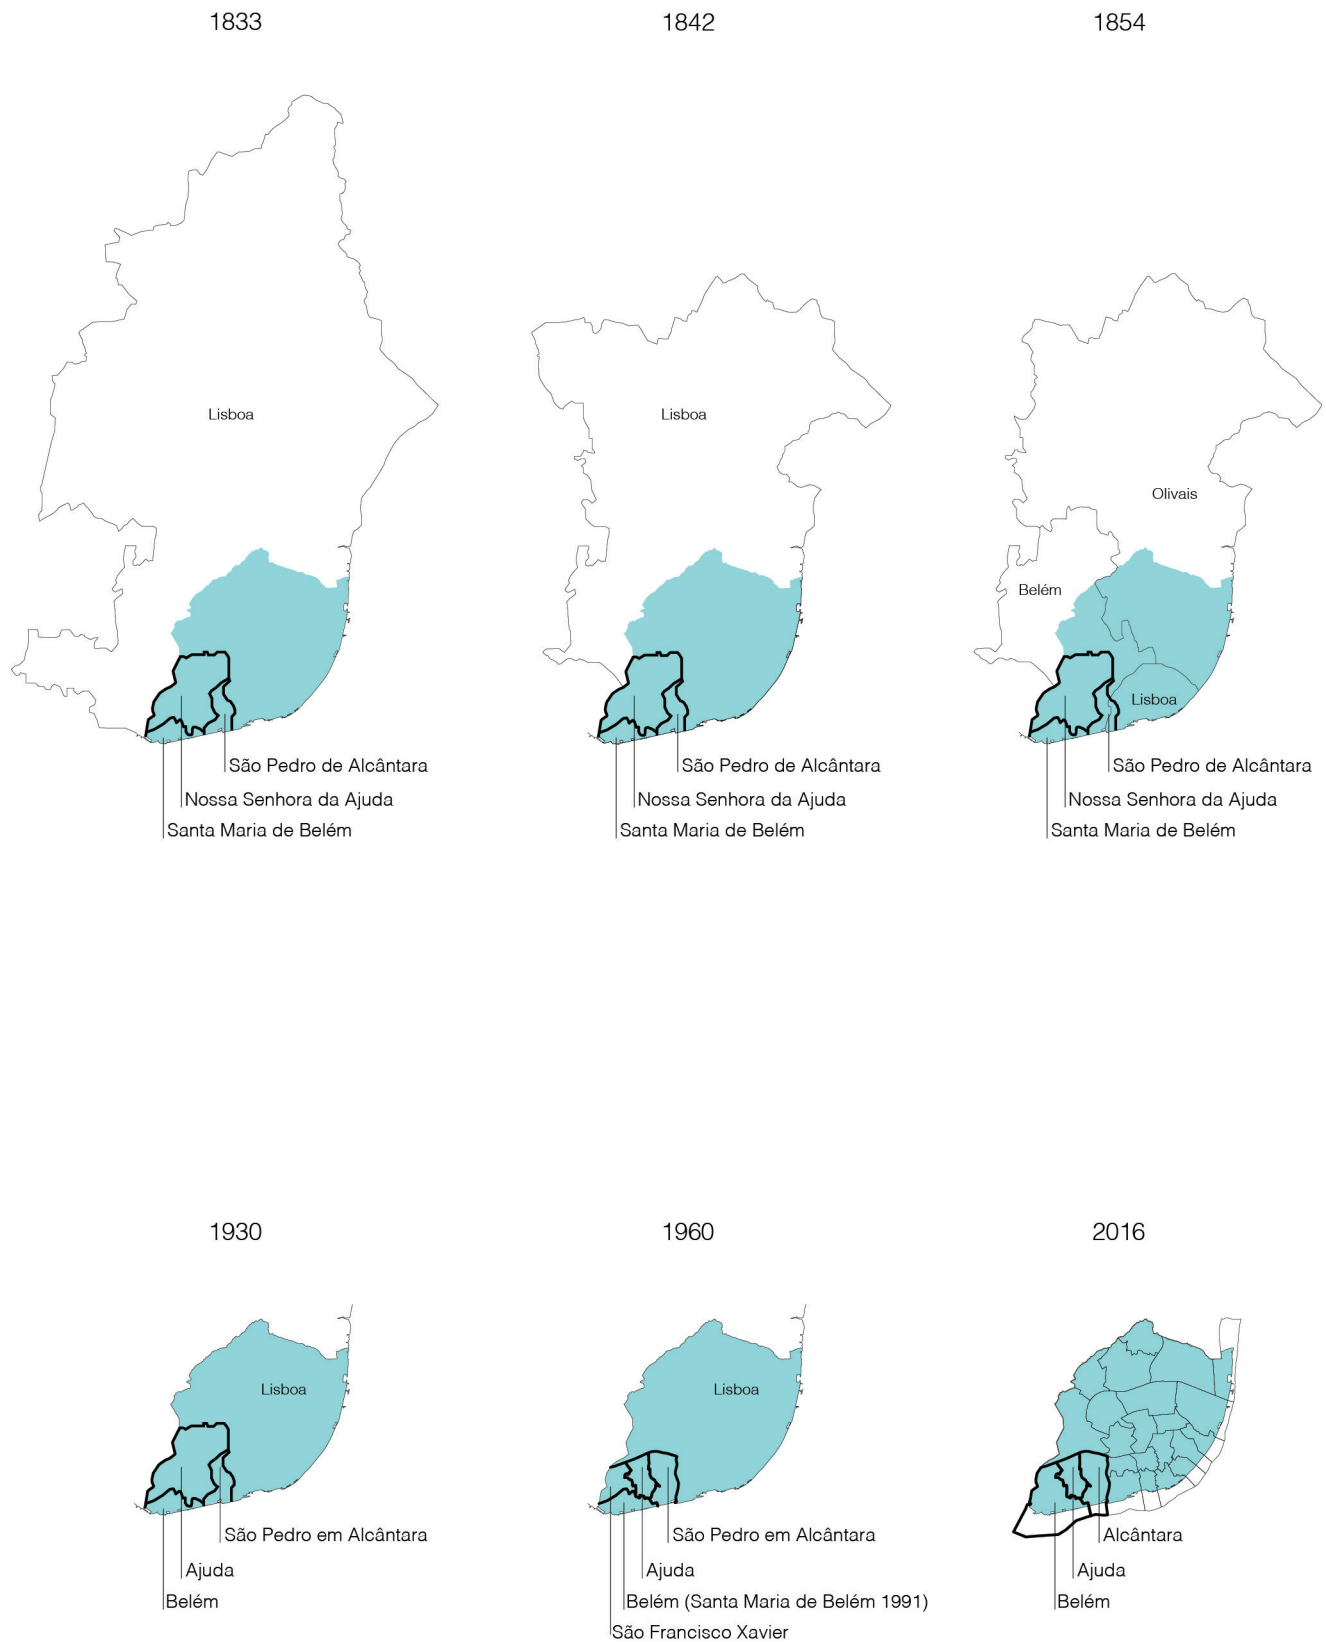 1833
1842
1854
Lisboa
Lisboa
Olivais
Belém
Lisboa
São Pedro de Alcântara
Nossa Senhora da Ajuda
Santa Maria de Belém
São Pedro de Alcântara
Nossa Senhora da Ajuda
Santa Maria de Belém
São Pedro de Alcântara
Nossa Senhora da Ajuda
Santa Maria de Belém
1930
1960
2016
Lisboa
Lisboa
São Pedro em Alcântara
Ajuda
Belém
São Pedro em Alcântara
Ajuda
Belém (Santa Maria de Belém 1991)
São Francisco Xavier
Alcântara
Ajuda
Belém